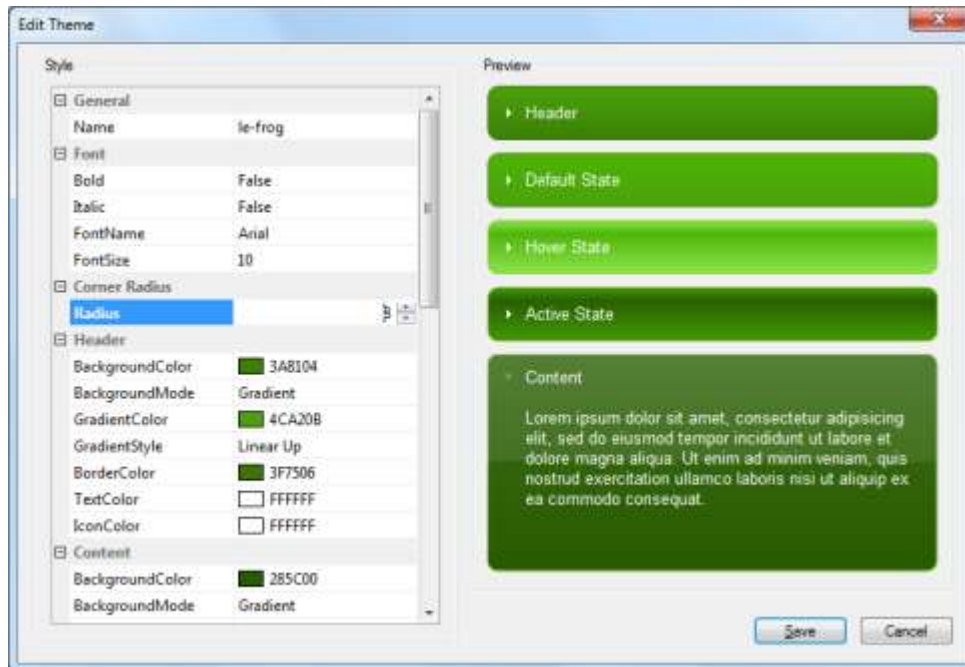 Edit Theme
Style
General
Name le-frog
Font
Bold False
Italic False
FontName Arial
FontSize 10
Corner Radius
Radius
Header
BackgroundColor 3A8104
BackgroundMode Gradient
GradientColor 4CA20B
GradientStyle Linear Up
BorderColor 3F7506
TextColor FFFFFF
IconColor FFFFFF
Content
BackgroundColor 285C00
BackgroundMode Gradient
Preview
Header
Default State
Hover State
Active State
Content
Lorem ipsum dolor sit amet, consectetur adipisicing
elit, sed do eiusmod tempor incididunt ut labore et
dolore magna aliqua. Ut enim ad minim veniam, quis
nostrud exercitation ullamco laboris nisi ut aliquip ex
ea commodo consequat.
Save Cancel